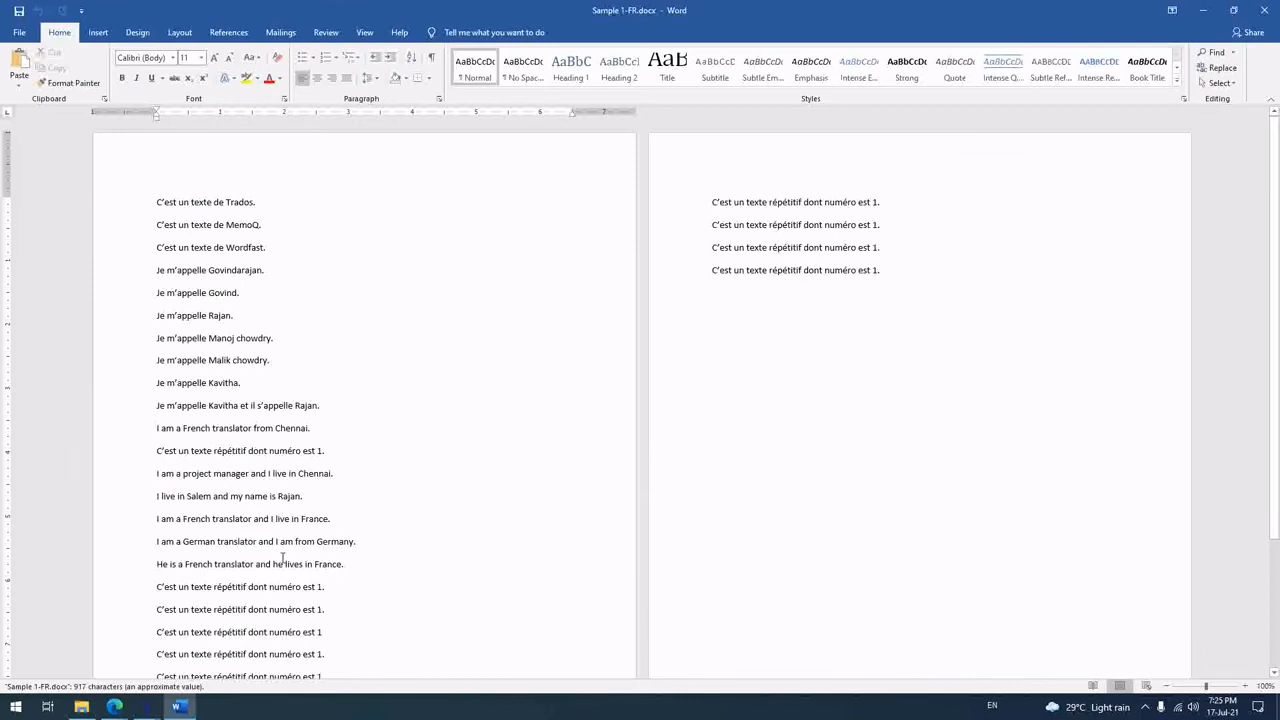 Sample 1-FR.docx - Word
File Home Insert Design Layout References Mailings Review View Help Tell me what you want to do Share
Paste
Cut
Copy
Format Painter
Clipboard
Calibri (Body) 11
Font
Paragraph
AaBbCcDc AaBbCcDc AaBbC AaBbCcC AaB AaBbCcD AaBbCcDc AaBbCcDc AaBbCcDc AaBbCcDc AaBbCcDc AaBbCcDc AaBbCcDc AaBbCcDc AaBbCcDc
¶ Normal ¶ No Spac... Heading 1 Heading 2 Title Subtitle Subtle Em... Emphasis Intense E... Strong Quote Intense Q... Subtle Ref... Intense Re... Book Title
Styles
Find
Replace
Select
Editing
C’est un texte de Trados.
C’est un texte de MemoQ.
C’est un texte de Wordfast.
Je m’appelle Govindarajan.
Je m’appelle Govind.
Je m’appelle Rajan.
Je m’appelle Manoj chowdry.
Je m’appelle Malik chowdry.
Je m’appelle Kavitha.
Je m’appelle Kavitha et il s’appelle Rajan.
I am a French translator from Chennai.
C’est un texte répétitif dont numéro est 1.
I am a project manager and I live in Chennai.
I live in Salem and my name is Rajan.
I am a French translator and I live in France.
I am a German translator and I am from Germany.
He is a French translator and he lives in France.
C’est un texte répétitif dont numéro est 1.
C’est un texte répétitif dont numéro est 1.
C’est un texte répétitif dont numéro est 1
C’est un texte répétitif dont numéro est 1.
C’est un texte répétitif dont numéro est 1.
C’est un texte répétitif dont numéro est 1.
C’est un texte répétitif dont numéro est 1.
C’est un texte répétitif dont numéro est 1.
C’est un texte répétitif dont numéro est 1.
"Sample 1-FR.docx": 917 characters (an approximate value).
100%
EN
29°C Light rain
7:25 PM
17-Jul-21